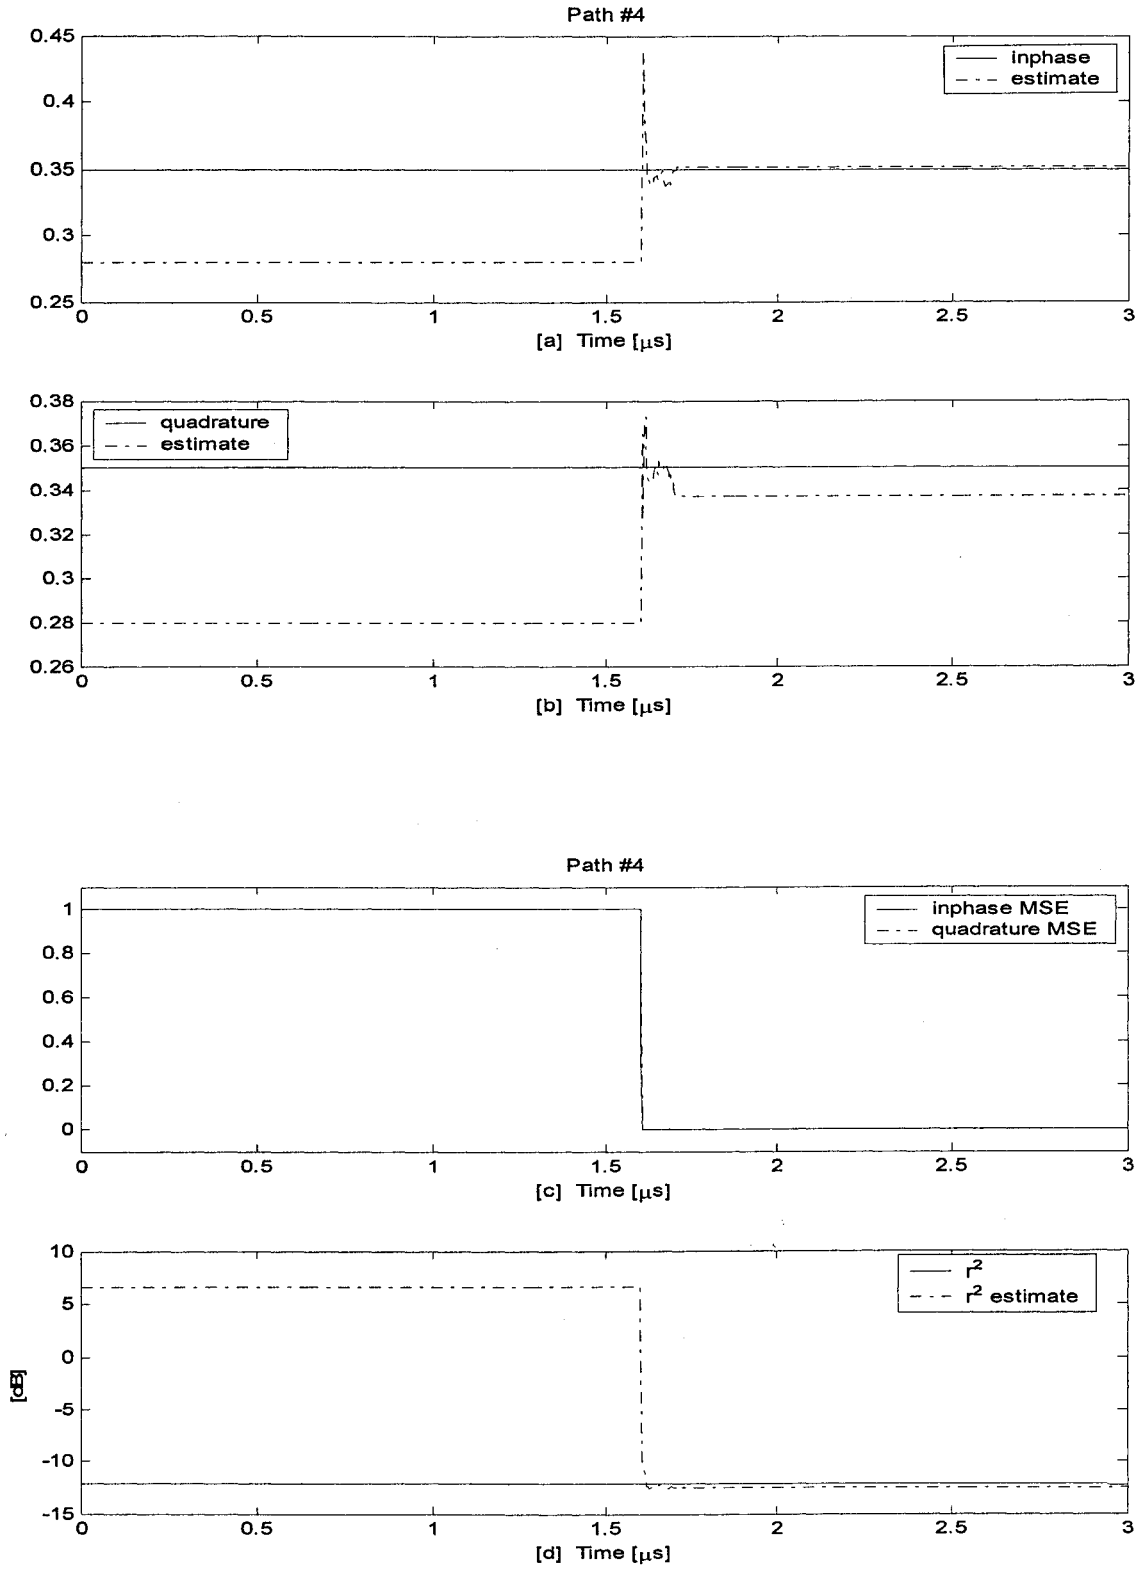 Path #4
0.45
0.4
0.35
0.3
0.25
inphase
estimate
0 0.5 1 1.5 2 2.5 3
[a] Time [μs]
0.38
0.36
0.34
0.32
0.3
0.28
0.26
quadrature
estimate
0 0.5 1 1.5 2 2.5 3
[b] Time [μs]
Path #4
1
0.8
0.6
0.4
0.2
0
inphase MSE
quadrature MSE
0 0.5 1 1.5 2 2.5 3
[c] Time [μs]
10
5
0
-5
-10
-15
[dB]
r²
r² estimate
0 0.5 1 1.5 2 2.5 3
[d] Time [μs]